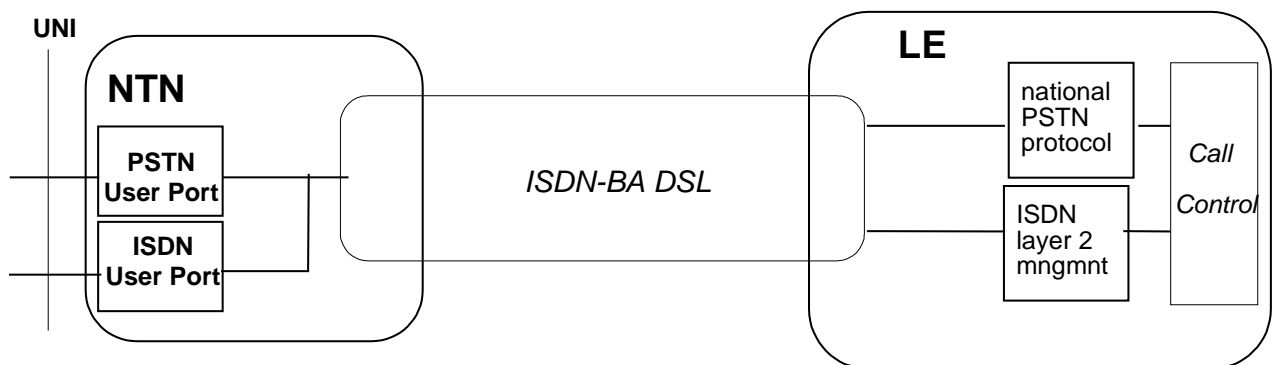 UNI
NTN
PSTN
User Port
ISDN
User Port
ISDN-BA DSL
LE
national
PSTN
protocol
ISDN
layer 2
mngmnt
Call
Control